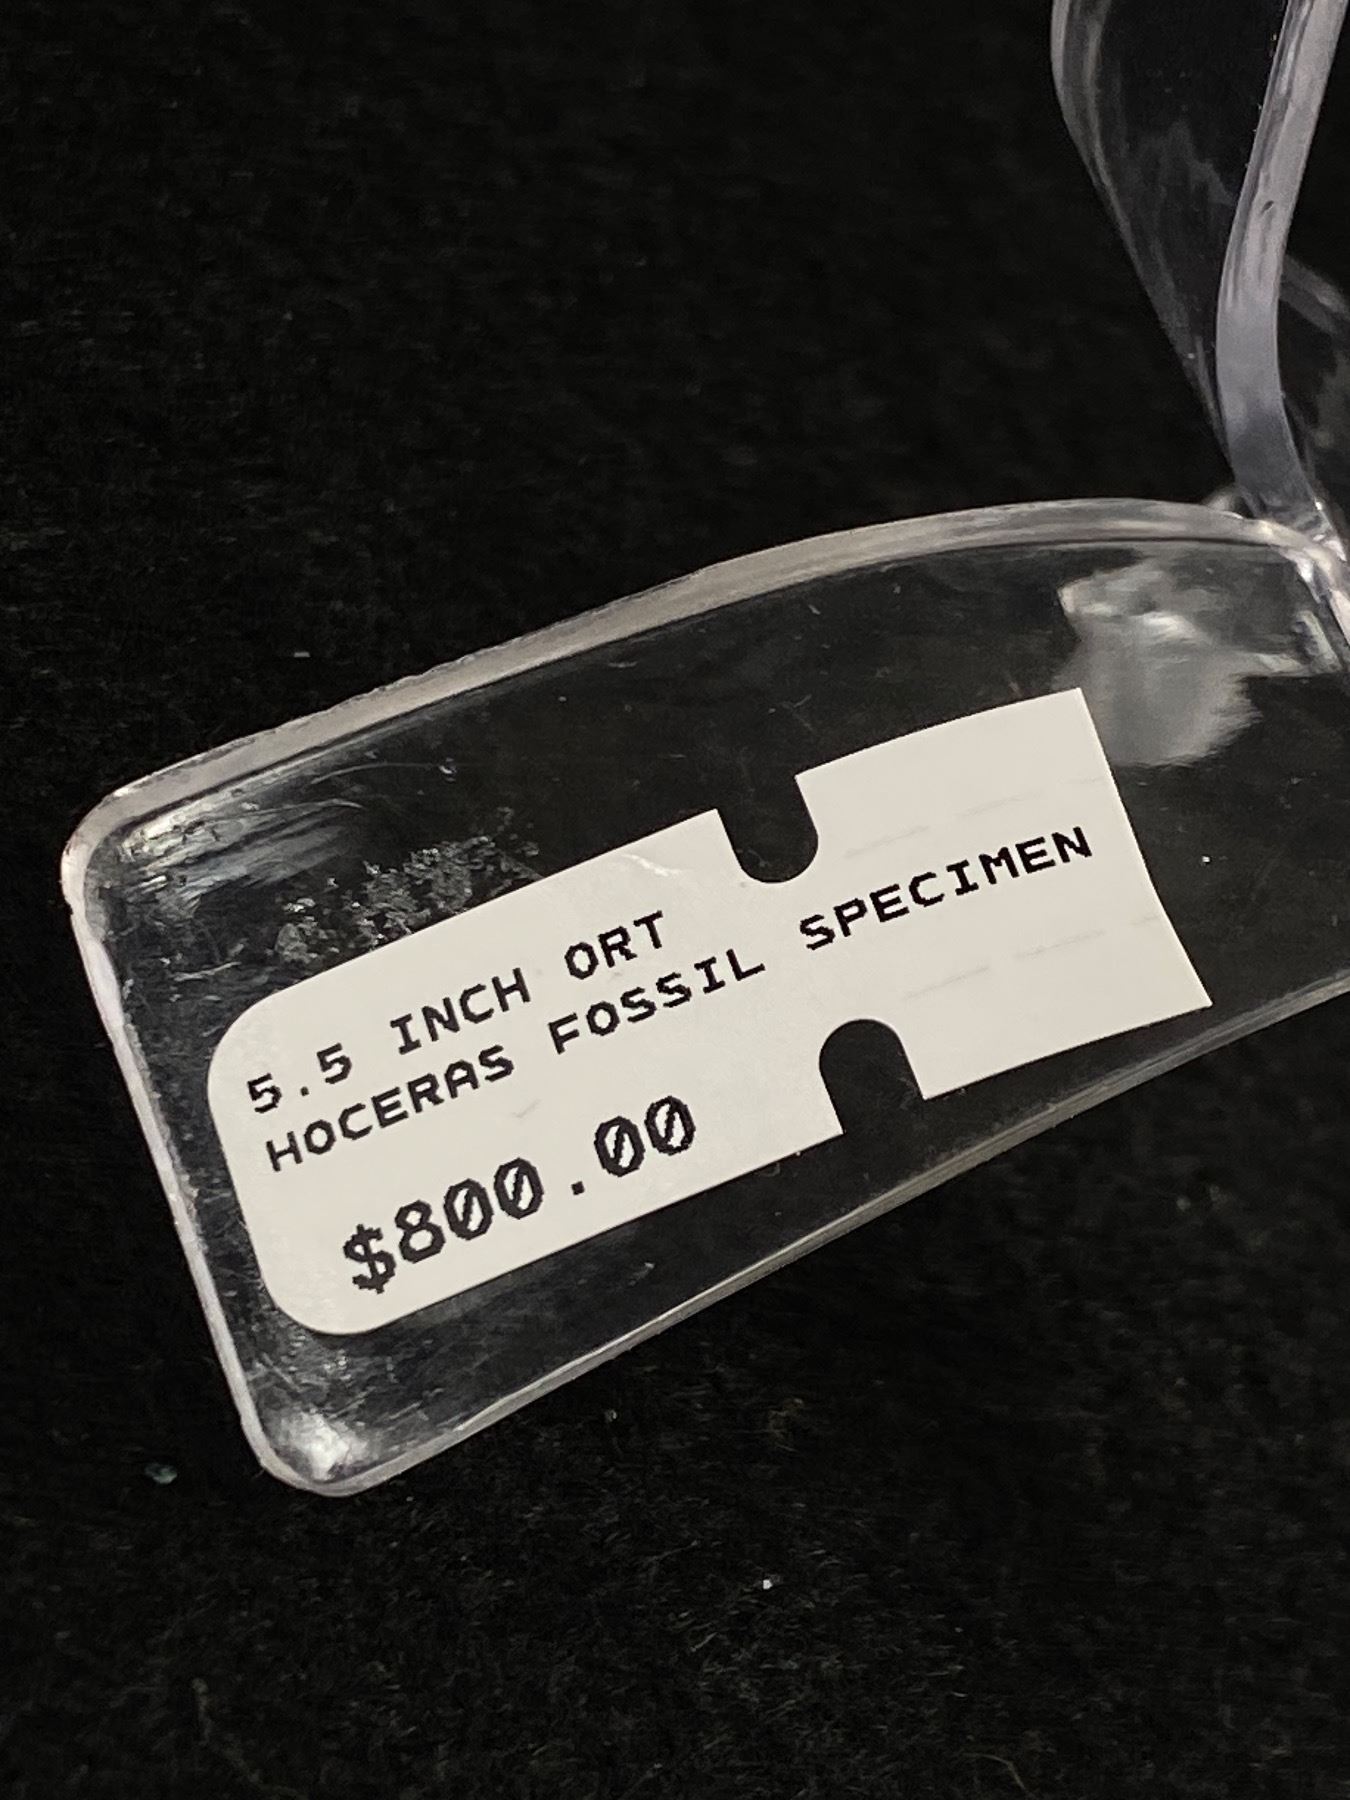 5.5 INCH ORT
HOCERAS FOSSIL SPECIMEN
$800.00